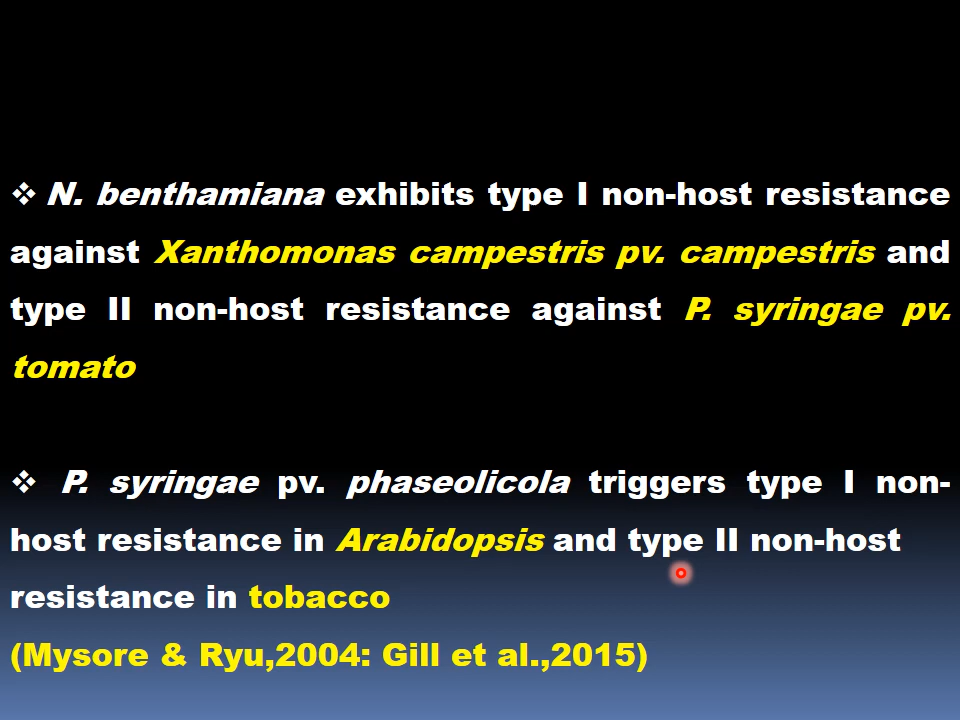 ❖ N. benthamiana exhibits type I non-host resistance
against Xanthomonas campestris pv. campestris and
type II non-host resistance against P. syringae pv.
tomato
❖ P. syringae pv. phaseolicola triggers type I non-
host resistance in Arabidopsis and type II non-host
resistance in tobacco
(Mysore & Ryu,2004: Gill et al.,2015)